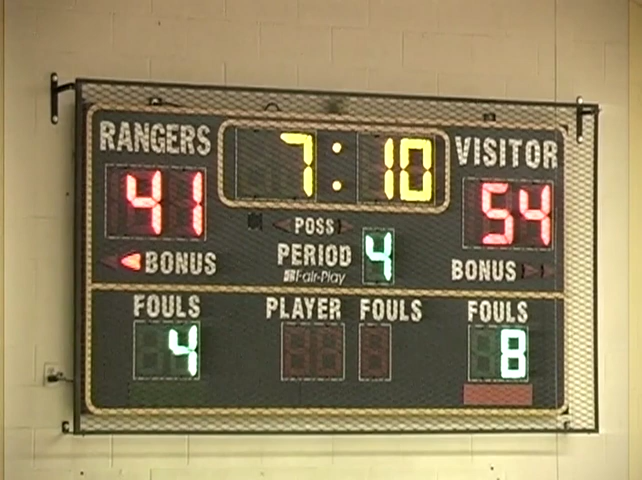 RANGERS 7:10 VISITOR
41 54
POSS
PERIOD 4
BONUS BONUS
Fair-Play
FOULS PLAYER FOULS FOULS
4 8